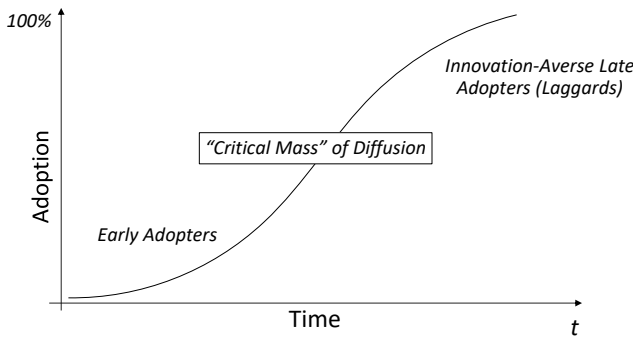 100%
Innovation-Averse Late
Adopters (Laggards)
“Critical Mass” of Diffusion
Adoption
Early Adopters
Time
t